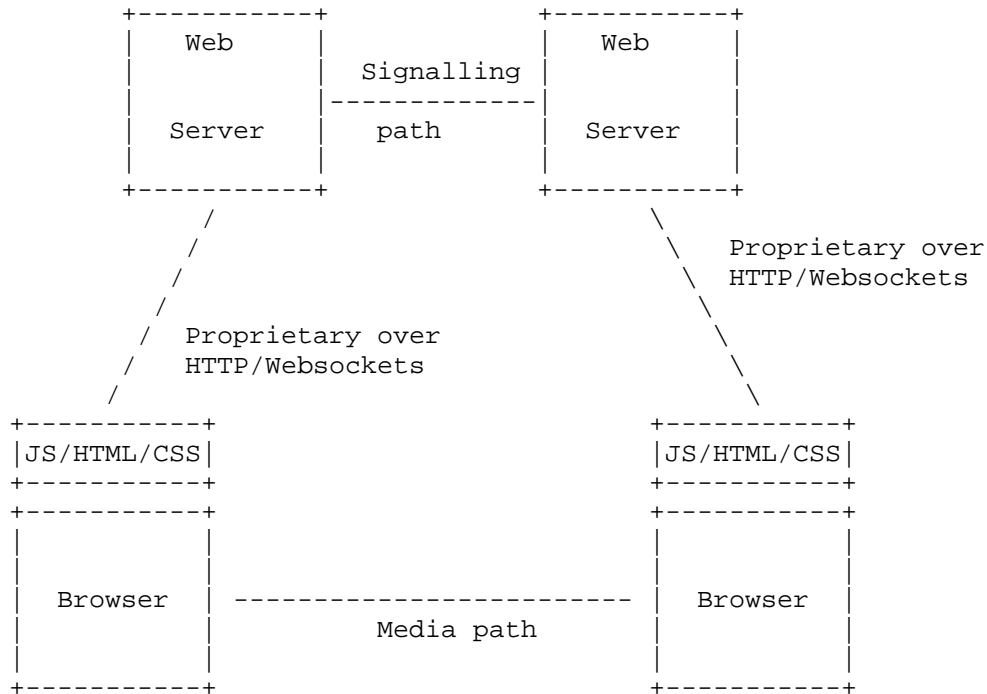 Web
Web
Signalling
Server
path
Server
Proprietary over
HTTP/Websockets
Proprietary over
HTTP/Websockets
JS/HTML/CSS
JS/HTML/CSS
Browser
Browser
Media path